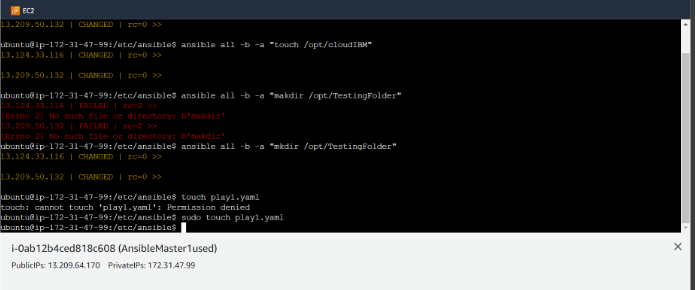 EC2
13.209.50.132 | CHANGED | rc=0 >>
ubuntu@ip-172-31-47-99:/etc/ansible$ ansible all -b -a "touch /opt/cloudIBM"
13.124.33.116 | CHANGED | rc=0 >>
13.209.50.132 | CHANGED | rc=0 >>
ubuntu@ip-172-31-47-99:/etc/ansible$ ansible all -b -a "makdir /opt/TestingFolder"
13.124.33.116 | FAILED | rc=2 >>
[Errno 2] No such file or directory: b'makdir'
13.209.50.132 | FAILED | rc=2 >>
[Errno 2] No such file or directory: b'makdir'
ubuntu@ip-172-31-47-99:/etc/ansible$ ansible all -b -a "mkdir /opt/TestingFolder"
13.124.33.116 | CHANGED | rc=0 >>
13.209.50.132 | CHANGED | rc=0 >>
ubuntu@ip-172-31-47-99:/etc/ansible$ touch play1.yaml
touch: cannot touch 'play1.yaml': Permission denied
ubuntu@ip-172-31-47-99:/etc/ansible$ sudo touch play1.yaml
ubuntu@ip-172-31-47-99:/etc/ansible$
i-0ab12b4ced818c608 (AnsibleMaster1used)
PublicIPs: 13.209.64.170 PrivateIPs: 172.31.47.99